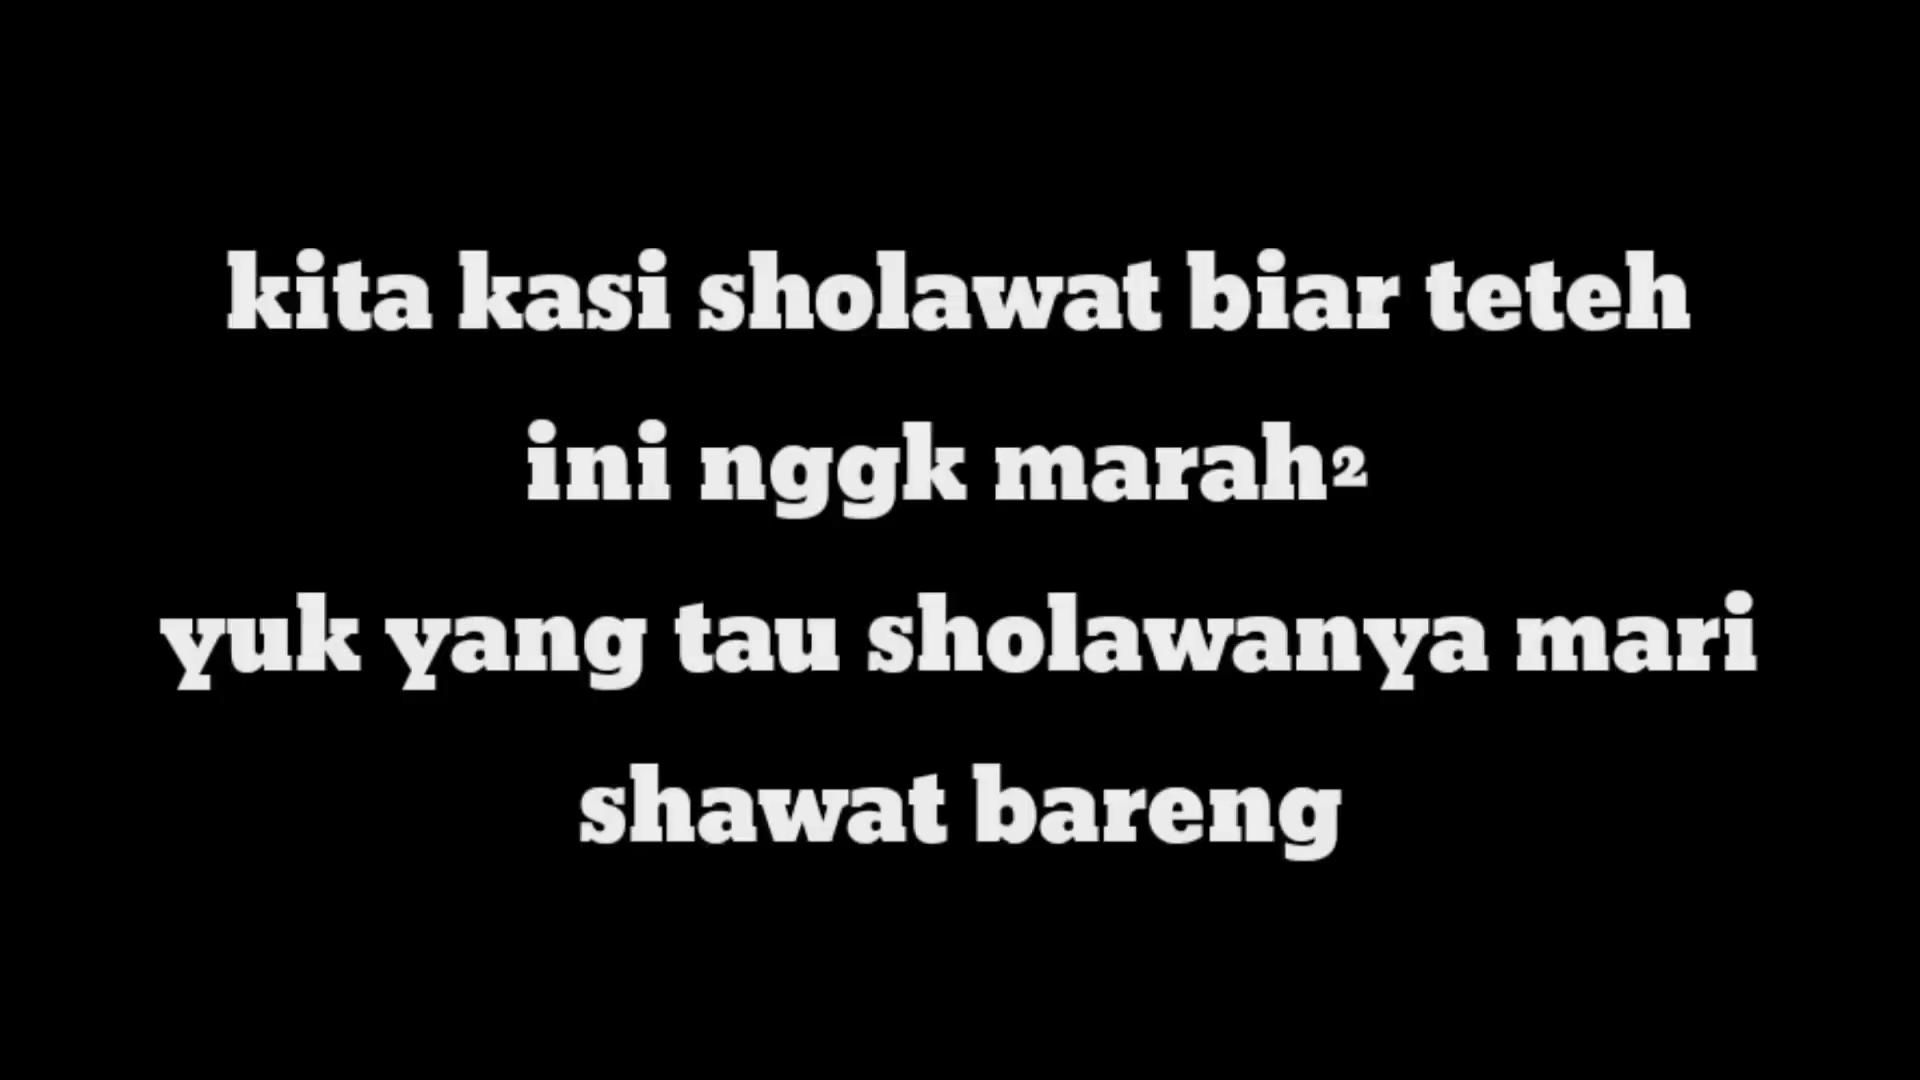 kita kasi sholawat biar teteh
ini nggk marah²
yuk yang tau sholawanya mari
shawat bareng